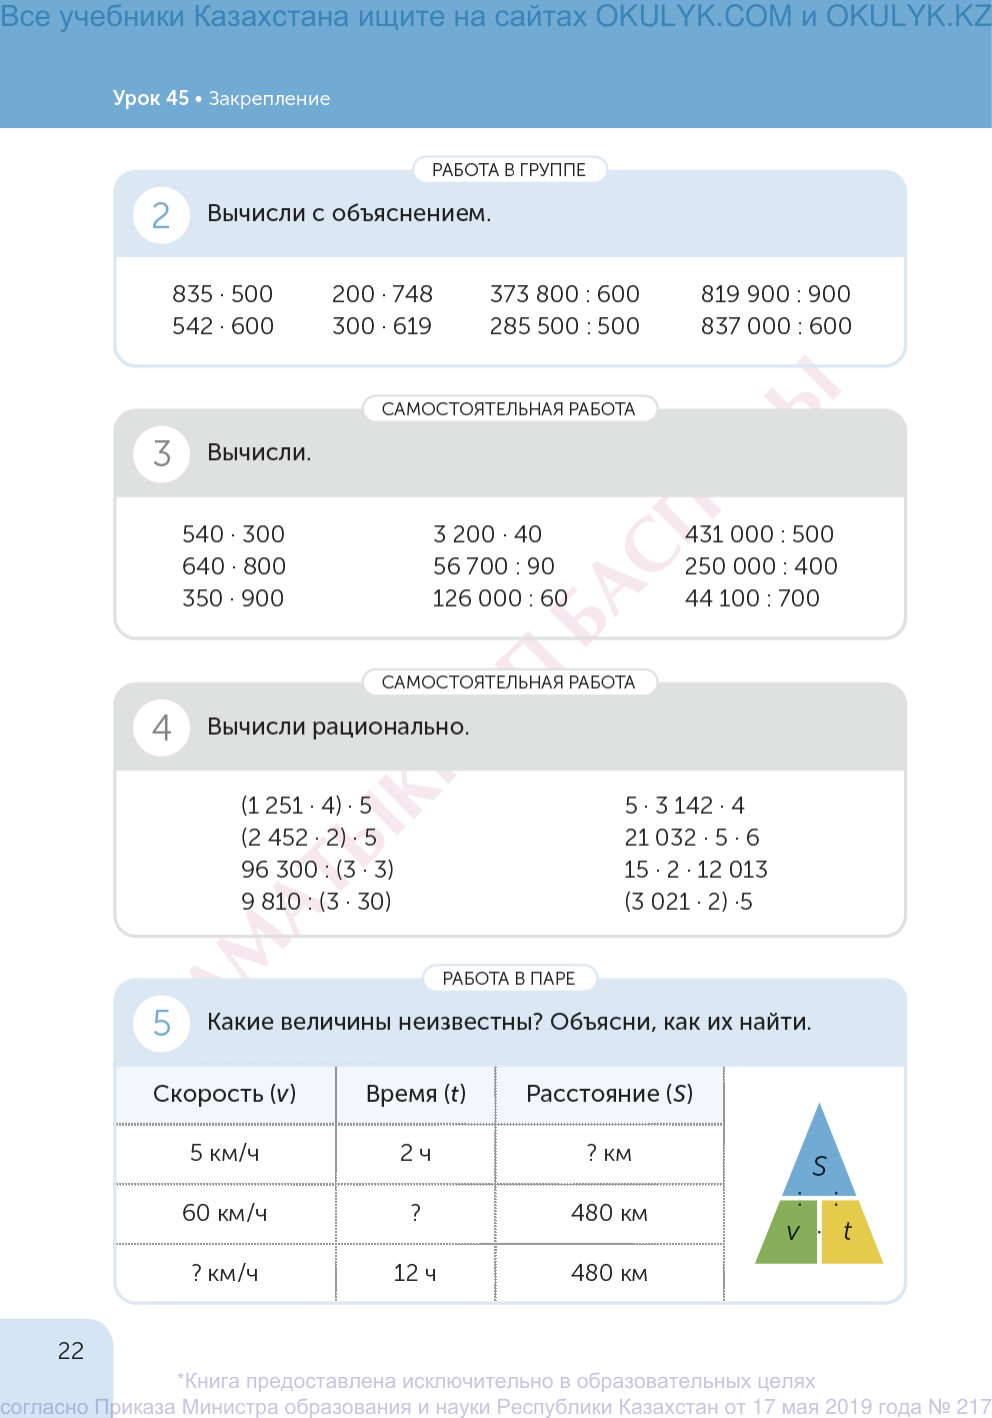 Все учебники Казахстана ищите на сайтах OKULYK.COM и OKULYK.KZ
Урок 45 • Закрепление
РАБОТА В ГРУППЕ
2 Вычисли с объяснением.
835 · 500 200 · 748 373 800 : 600 819 900 : 900
542 · 600 300 · 619 285 500 : 500 837 000 : 600
САМОСТОЯТЕЛЬНАЯ РАБОТА
3 Вычисли.
540 · 300 3 200 · 40 431 000 : 500
640 · 800 56 700 : 90 250 000 : 400
350 · 900 126 000 : 60 44 100 : 700
САМОСТОЯТЕЛЬНАЯ РАБОТА
4 Вычисли рационально.
(1 251 · 4) · 5 5 · 3 142 · 4
(2 452 · 2) · 5 21 032 · 5 · 6
96 300 : (3 · 3) 15 · 2 · 12 013
9 810 : (3 · 30) (3 021 · 2) ·5
РАБОТА В ПАРЕ
5 Какие величины неизвестны? Объясни, как их найти.
Скорость (v) Время (t) Расстояние (S)
5 км/ч 2 ч ? км
60 км/ч ? 480 км
? км/ч 12 ч 480 км
S
: :
v · t
22
*Книга предоставлена исключительно в образовательных целях
согласно Приказа Министра образования и науки Республики Казахстан от 17 мая 2019 года № 217